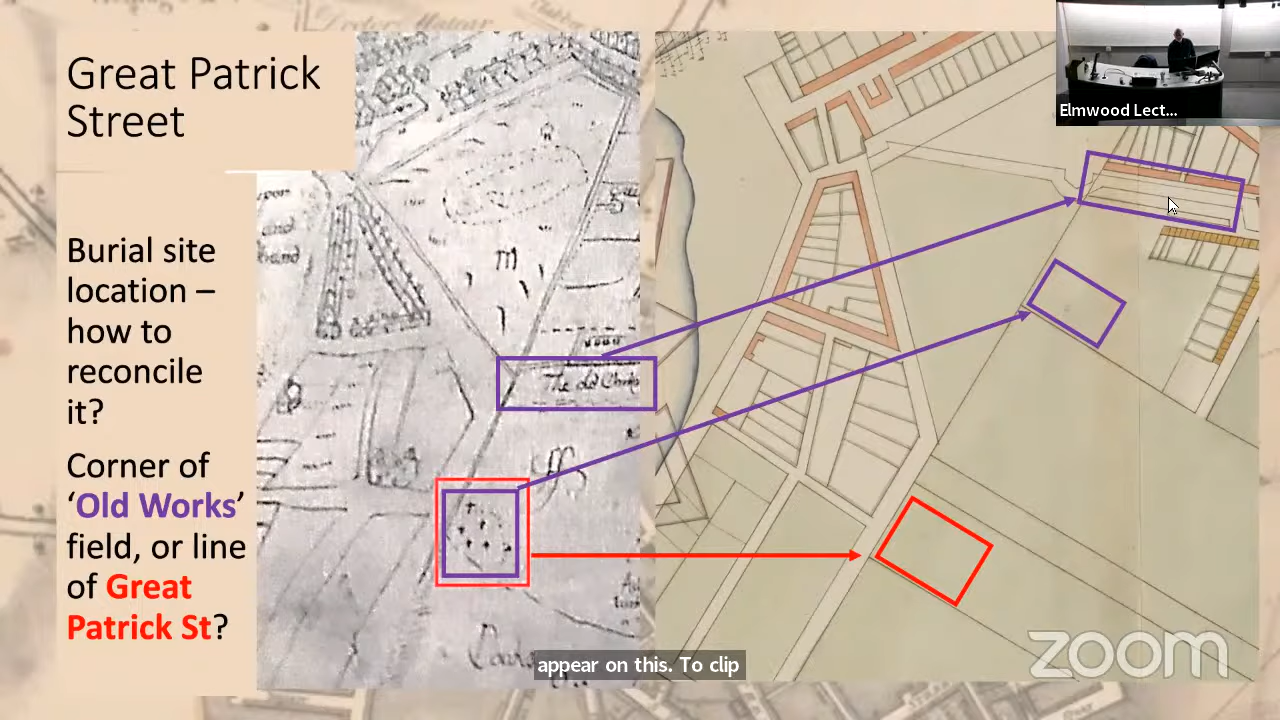 Great Patrick
Street
Burial site
location –
how to
reconcile
it?
Corner of
‘Old Works’
field, or line
of Great
Patrick St?
The old Works
m
Elmwood Lect...
appear on this. To clip
zoom